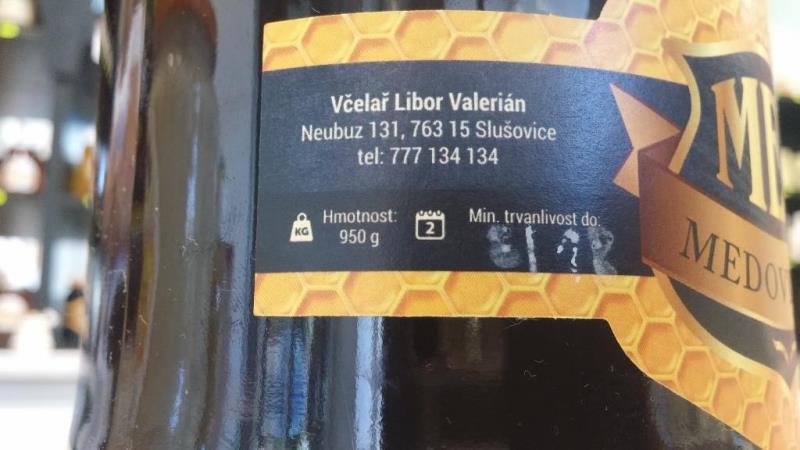 Včelař Libor Valerián
Neubuz 131, 763 15 Slušovice
tel: 777 134 134
KG
Hmotnost:
950 g
2
Min. trvanlivost do: